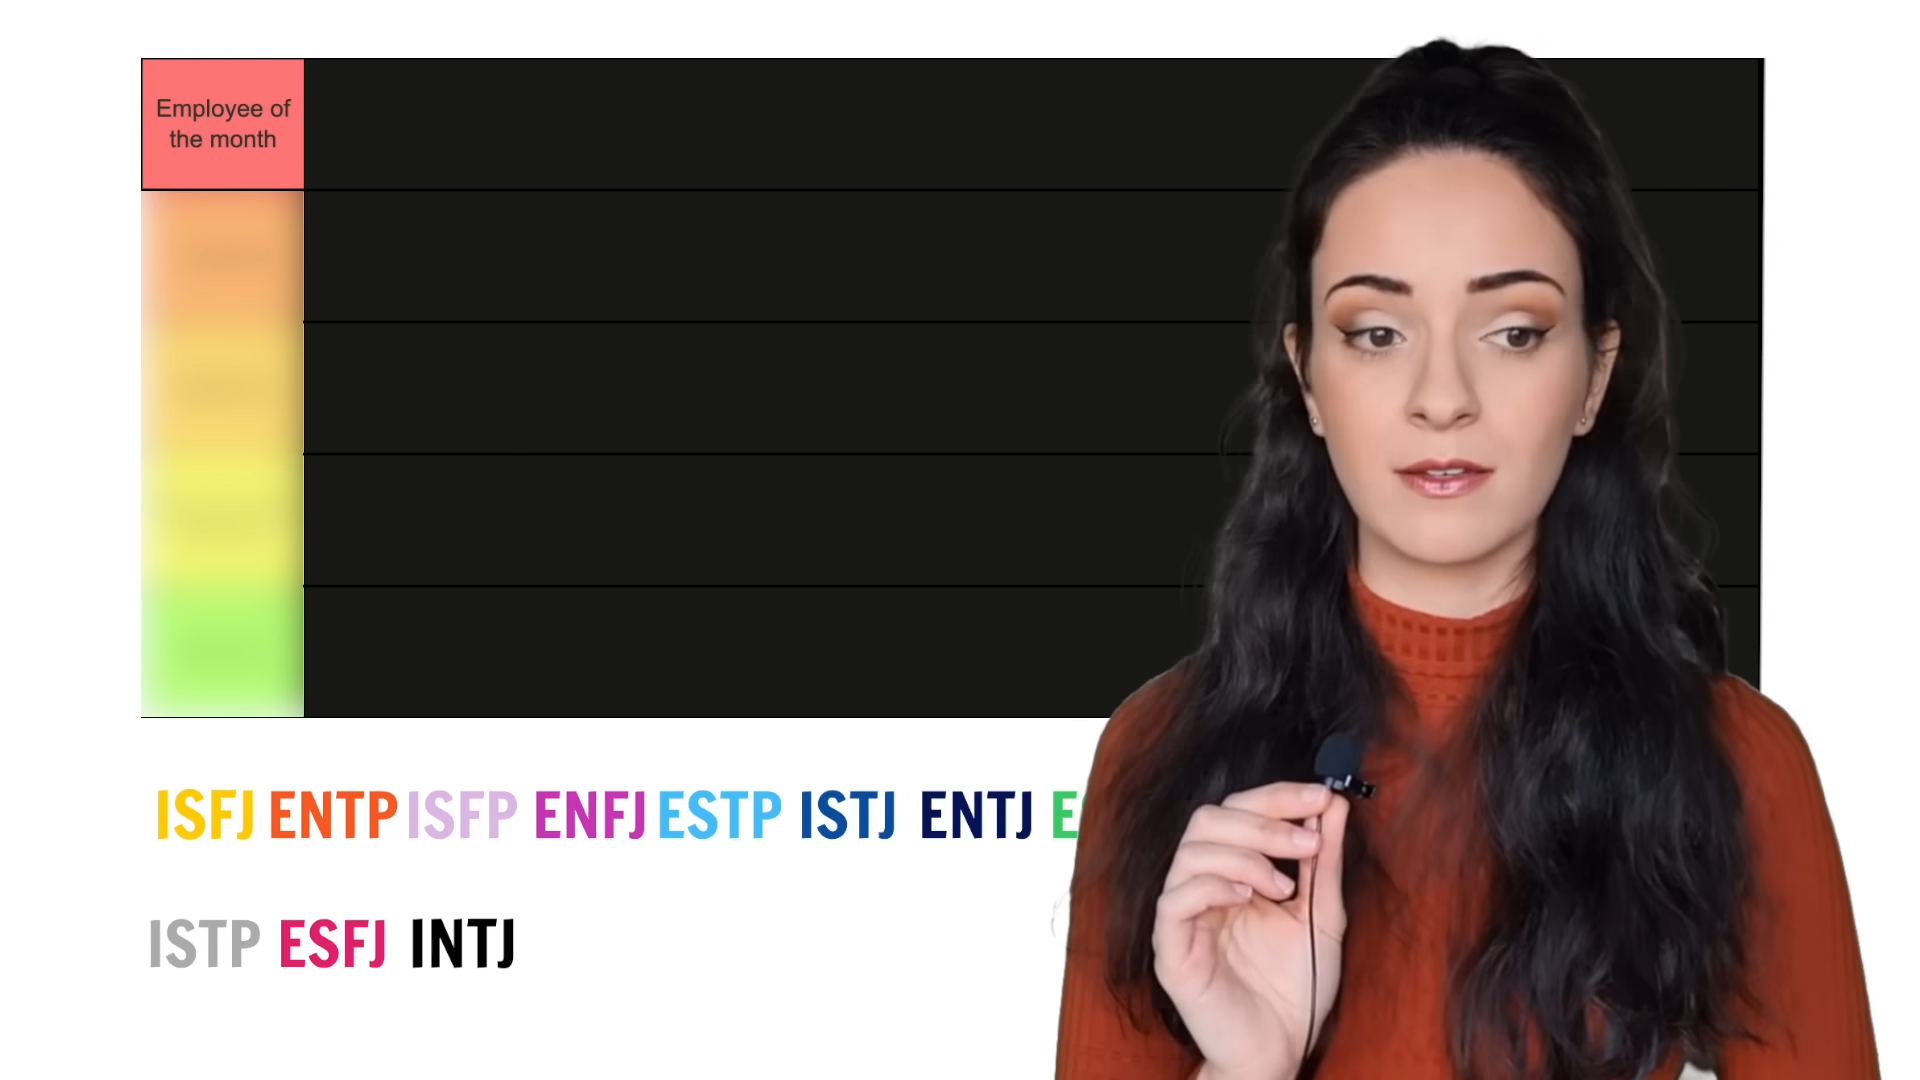 Employee of
the month
ISFJ ENTP ISFP ENFJ ESTP ISTJ ENTJ
ISTP ESFJ INTJ